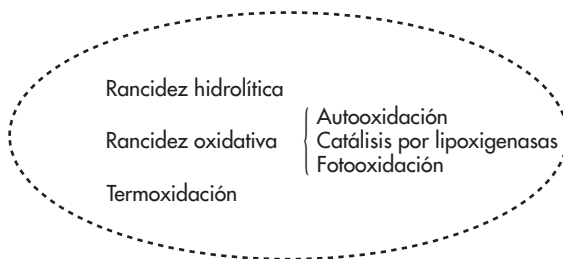 Rancidez hidrolítica
Rancidez oxidativa
Autooxidación
Catálisis por lipoxigenasas
Fotooxidación
Termoxidación